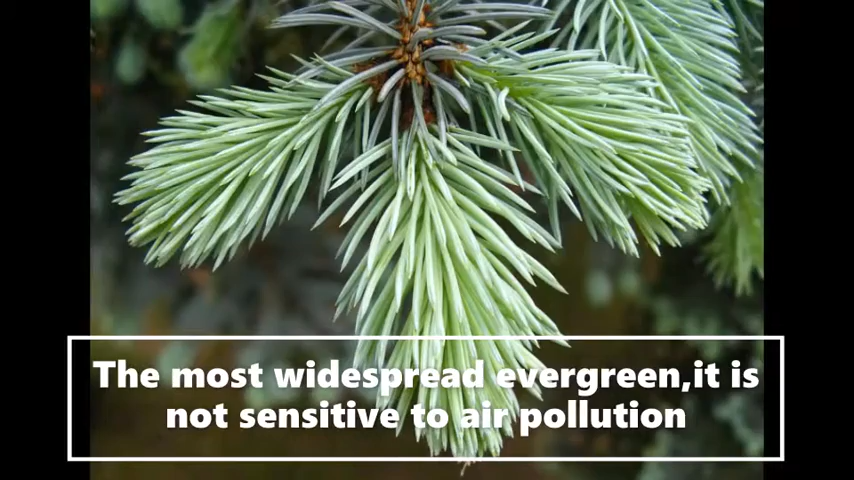 The most widespread evergreen,it is
not sensitive to air pollution